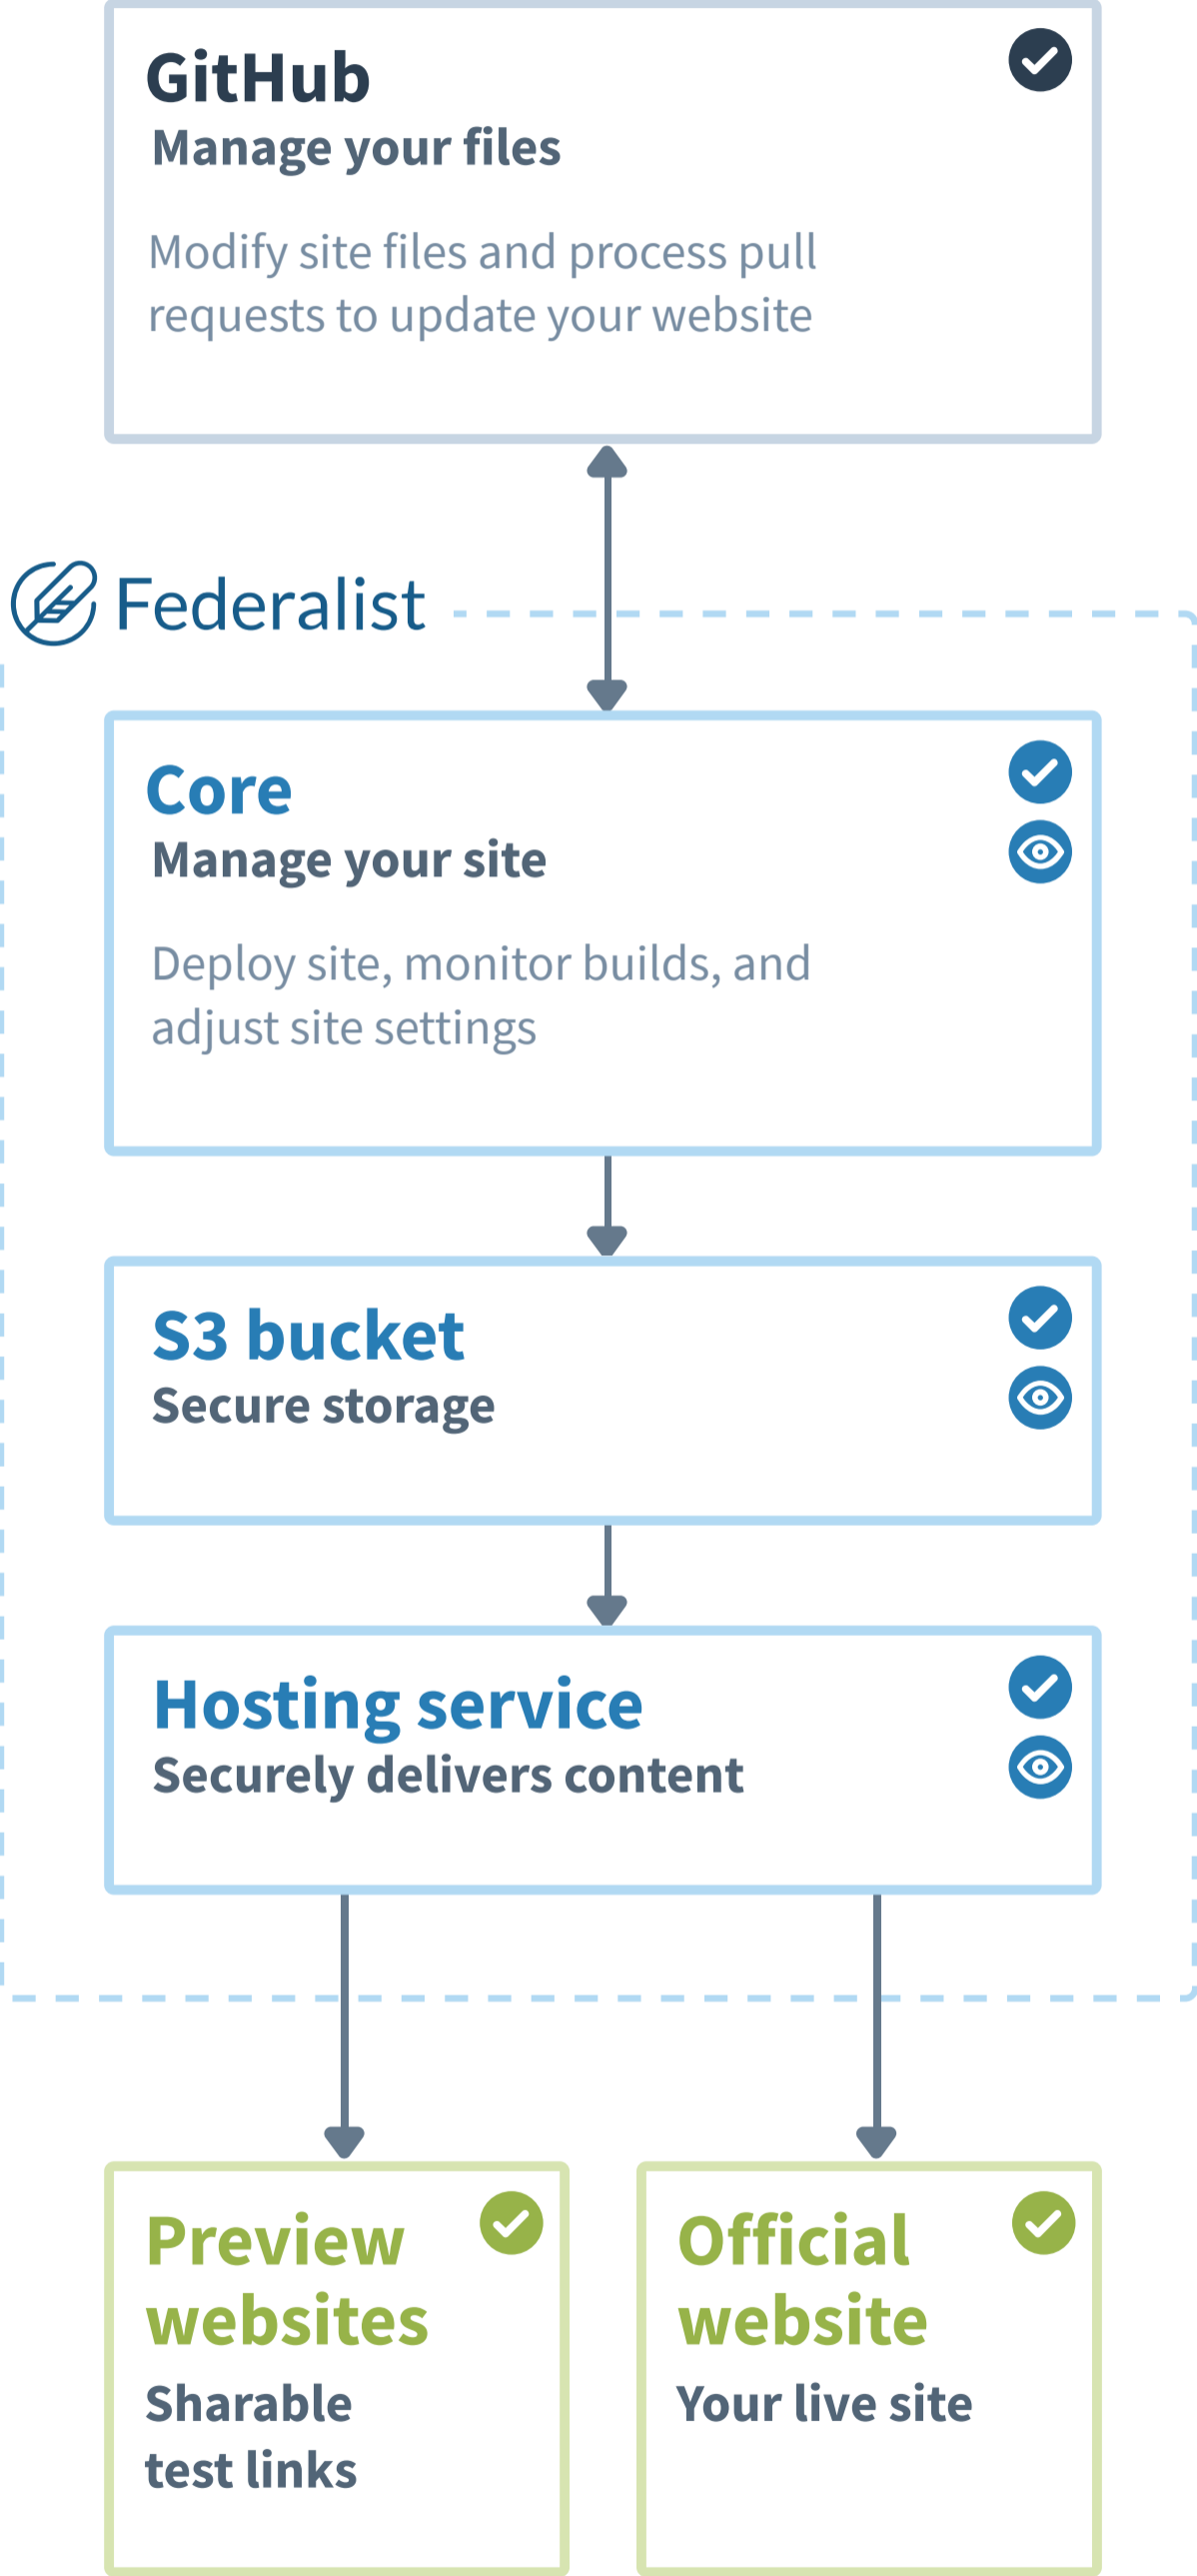 GitHub
Manage your files
Modify site files and process pull
requests to update your website
Federalist
Core
Manage your site
Deploy site, monitor builds, and
adjust site settings
S3 bucket
Secure storage
Hosting service
Securely delivers content
Preview
websites
Sharable
test links
Official
website
Your live site